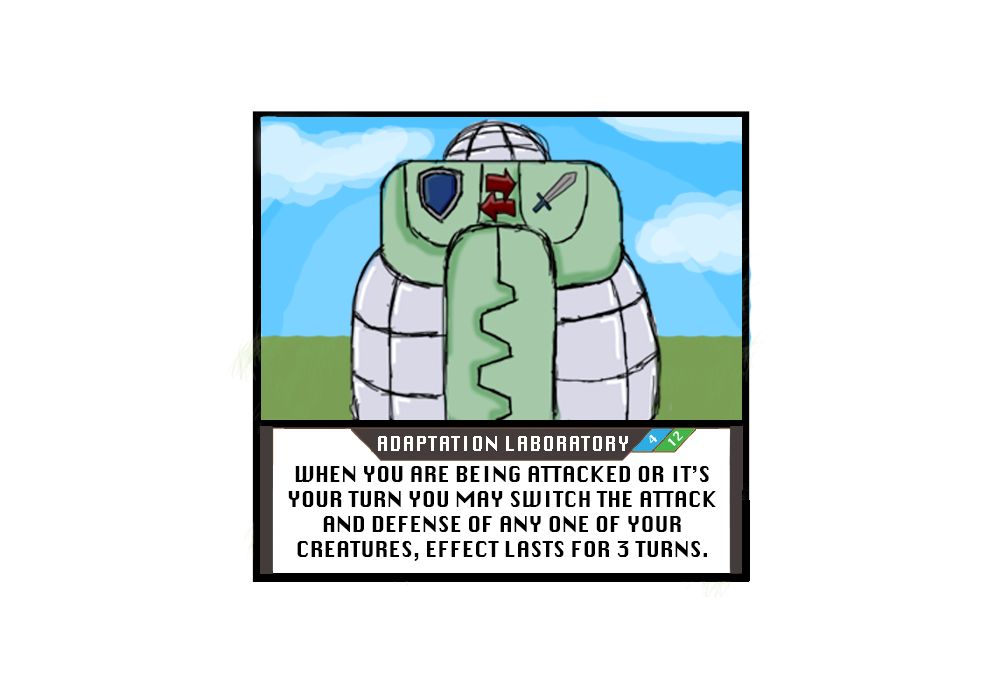 ADAPTATION LABORATORY 4 12
WHEN YOU ARE BEING ATTACKED OR IT'S
YOUR TURN YOU MAY SWITCH THE ATTACK
AND DEFENSE OF ANY ONE OF YOUR
CREATURES, EFFECT LASTS FOR 3 TURNS.